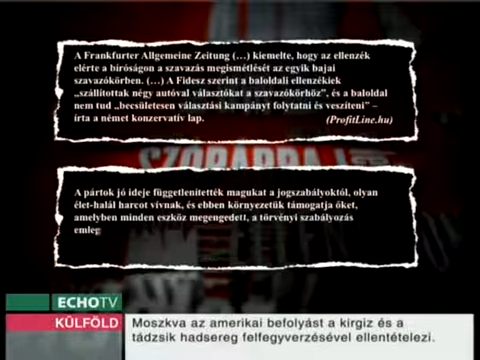 A Frankfurter Allgemeine Zeitung (…) kiemelte, hogy az ellenzék
elérte a bíróságon a szavazás megismétlését az egyik bajai
szavazókörben. (…) A Fidesz szerint a baloldali ellenzékiek
„szállítottak négy autóval választókat a szavazókörhöz”, és a baloldal
nem tud „becsületesen választási kampányt folytatni és veszíteni” –
írta a német konzervatív lap.
(ProfitLine.hu)
A pártok jó ideje függetlenítették magukat a jogszabályoktól, olyan
élet-halál harcot vívnak, és ebben környezetük támogatja őket,
amelyben minden eszköz megengedett, a törvényi szabályozás
emleg
ECHOTV
KÜLFÖLD
Moszkva az amerikai befolyást a kirgiz és a
tádzsik hadsereg felfegyverzésével ellentételezi.